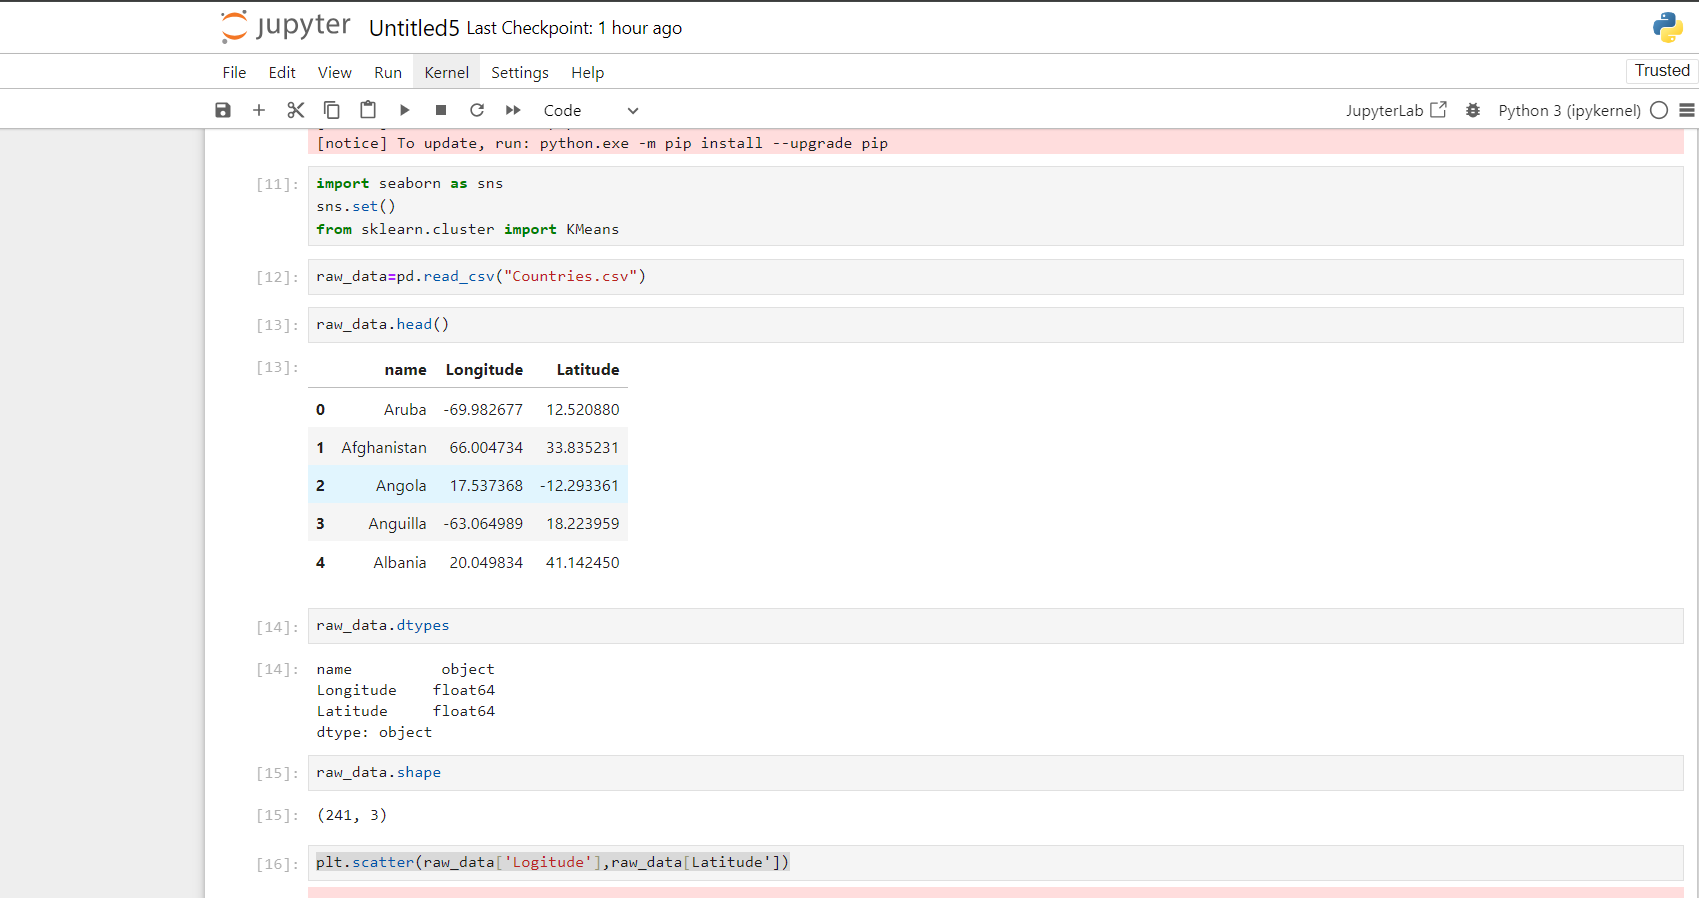 jupyter Untitled5 Last Checkpoint: 1 hour ago
File Edit View Run Kernel Settings Help
Trusted
Code JupyterLab Python 3 (ipykernel)
[notice] To update, run: python.exe -m pip install --upgrade pip
[11]: import seaborn as sns
sns.set()
from sklearn.cluster import KMeans
[12]: raw_data=pd.read_csv("Countries.csv")
[13]: raw_data.head()
[13]: name Longitude Latitude
0 Aruba -69.982677 12.520880
1 Afghanistan 66.004734 33.835231
2 Angola 17.537368 -12.293361
3 Anguilla -63.064989 18.223959
4 Albania 20.049834 41.142450
[14]: raw_data.dtypes
[14]: name object
Longitude float64
Latitude float64
dtype: object
[15]: raw_data.shape
[15]: (241, 3)
[16]: plt.scatter(raw_data['Logitude'],raw_data[Latitude'])